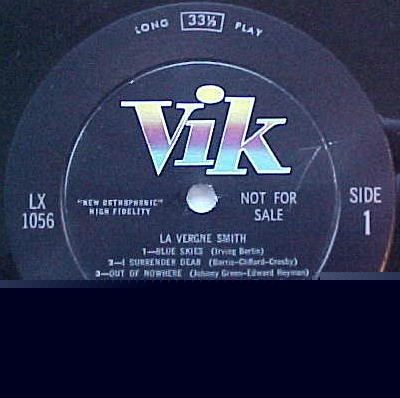 LONG 33⅓ PLAY
Vik
LX
1056
"NEW ORTHOPHONIC"
HIGH FIDELITY
NOT FOR
SALE
SIDE
1
LA VERGNE SMITH
1—BLUE SKIES (Irving Berlin)
2—I SURRENDER DEAR (Barris-Clifford-Crosby)
3—OUT OF NOWHERE (Johnny Green-Edward Heyman)